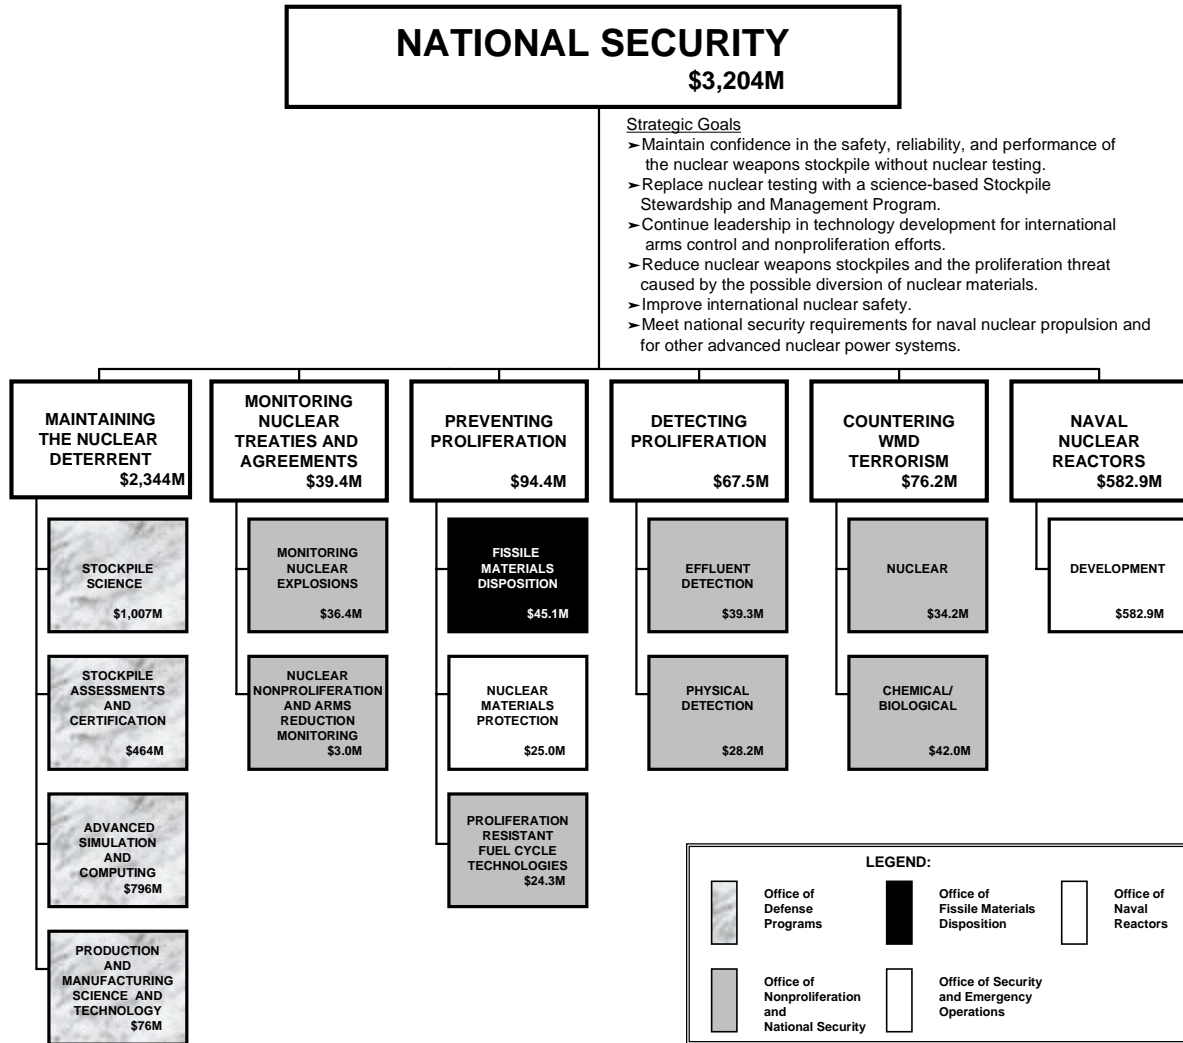 NATIONAL SECURITY
$3,204M
Strategic Goals
➤Maintain confidence in the safety, reliability, and performance of
the nuclear weapons stockpile without nuclear testing.
➤Replace nuclear testing with a science-based Stockpile
Stewardship and Management Program.
➤Continue leadership in technology development for international
arms control and nonproliferation efforts.
➤Reduce nuclear weapons stockpiles and the proliferation threat
caused by the possible diversion of nuclear materials.
➤Improve international nuclear safety.
➤Meet national security requirements for naval nuclear propulsion and
for other advanced nuclear power systems.
MAINTAINING
THE NUCLEAR
DETERRENT
$2,344M
MONITORING
NUCLEAR
TREATIES AND
AGREEMENTS
$39.4M
PREVENTING
PROLIFERATION
$94.4M
DETECTING
PROLIFERATION
$67.5M
COUNTERING
WMD
TERRORISM
$76.2M
NAVAL
NUCLEAR
REACTORS
$582.9M
STOCKPILE
SCIENCE
$1,007M
MONITORING
NUCLEAR
EXPLOSIONS
$36.4M
FISSILE
MATERIALS
DISPOSITION
$45.1M
EFFLUENT
DETECTION
$39.3M
NUCLEAR
$34.2M
DEVELOPMENT
$582.9M
STOCKPILE
ASSESSMENTS
AND
CERTIFICATION
$464M
NUCLEAR
NONPROLIFERATION
AND ARMS
REDUCTION
MONITORING
$3.0M
NUCLEAR
MATERIALS
PROTECTION
$25.0M
PHYSICAL
DETECTION
$28.2M
CHEMICAL/
BIOLOGICAL
$42.0M
ADVANCED
SIMULATION
AND
COMPUTING
$796M
PROLIFERATION
RESISTANT
FUEL CYCLE
TECHNOLOGIES
$24.3M
PRODUCTION
AND
MANUFACTURING
SCIENCE AND
TECHNOLOGY
$76M
LEGEND:
Office of
Defense
Programs
Office of
Fissile Materials
Disposition
Office of
Naval
Reactors
Office of
Nonproliferation
and
National Security
Office of Security
and Emergency
Operations